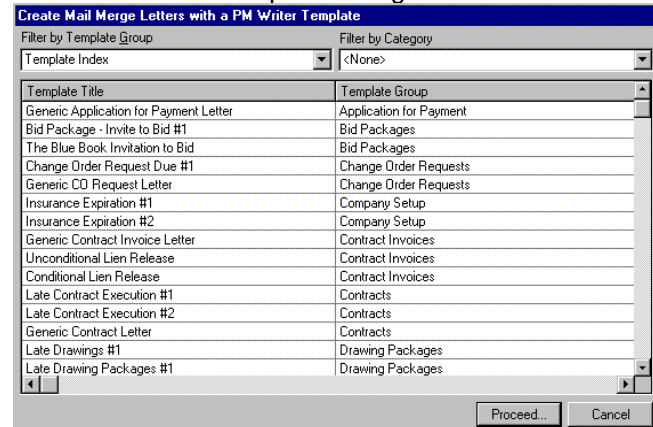 Create Mail Merge Letters with a PM Writer Template
Filter by Template Group Filter by Category
Template Index <None>
Template Title Template Group
Generic Application for Payment Letter Application for Payment
Bid Package - Invite to Bid #1 Bid Packages
The Blue Book Invitation to Bid Bid Packages
Change Order Request Due #1 Change Order Requests
Generic CO Request Letter Change Order Requests
Insurance Expiration #1 Company Setup
Insurance Expiration #2 Company Setup
Generic Contract Invoice Letter Contract Invoices
Unconditional Lien Release Contract Invoices
Conditional Lien Release Contract Invoices
Late Contract Execution #1 Contracts
Late Contract Execution #2 Contracts
Generic Contract Letter Contracts
Late Drawings #1 Drawing Packages
Late Drawing Packages #1 Drawing Packages
Proceed... Cancel